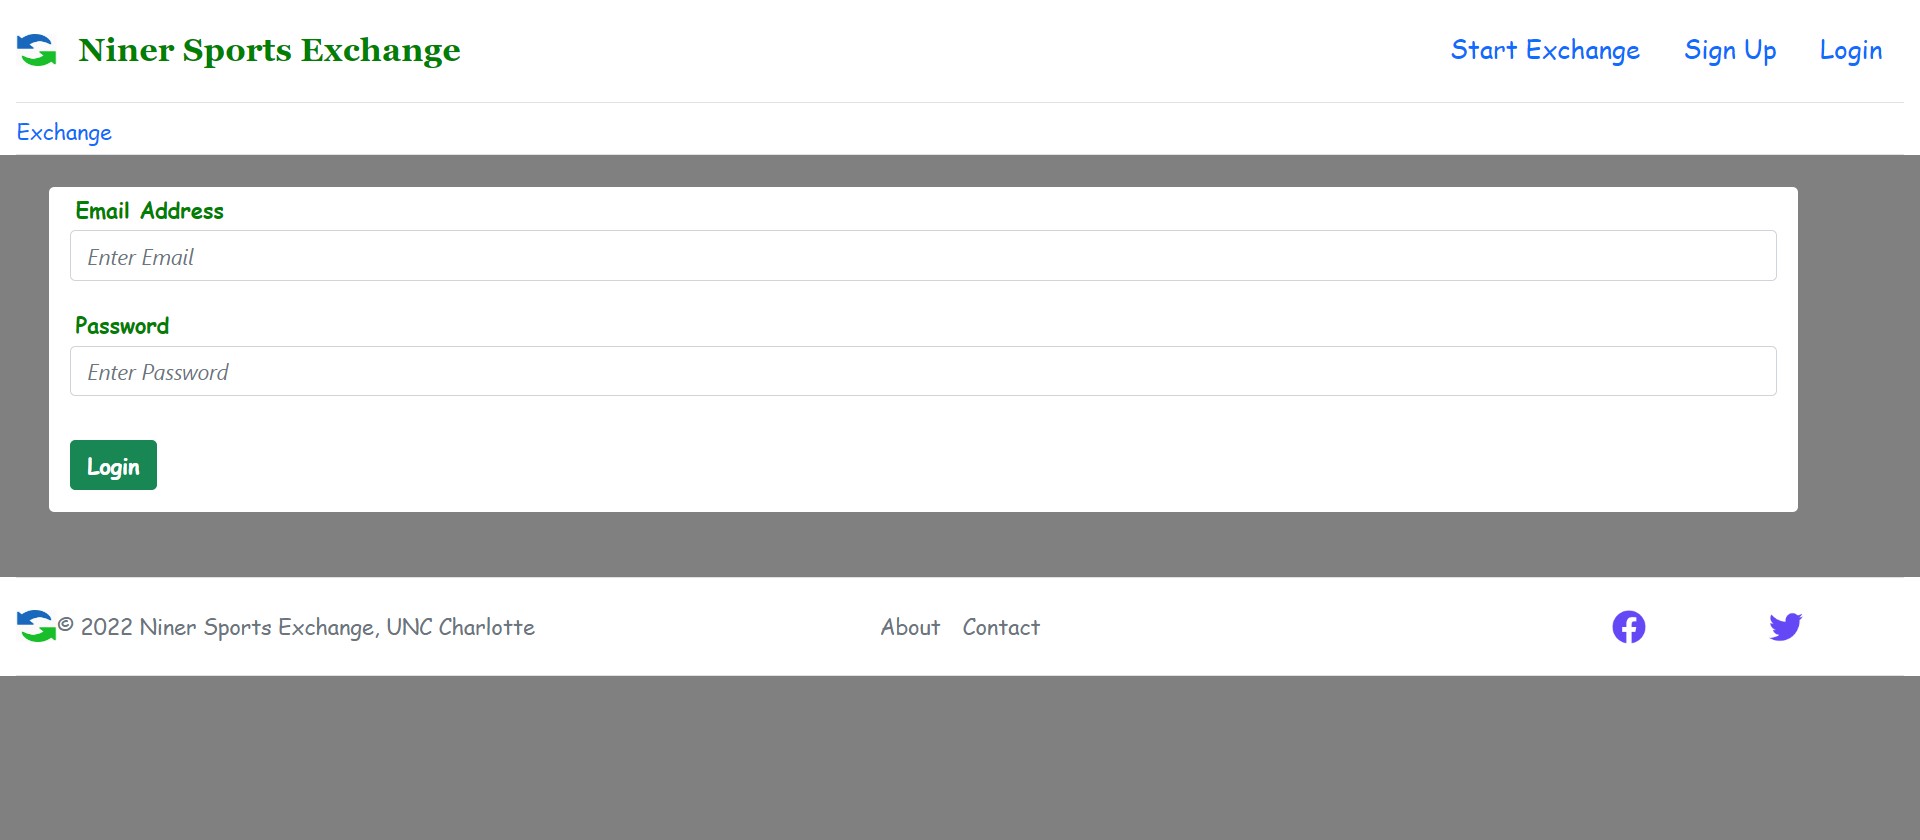 Niner Sports Exchange
Start Exchange Sign Up Login
Exchange
Email Address
Enter Email
Password
Enter Password
Login
© 2022 Niner Sports Exchange, UNC Charlotte
About Contact